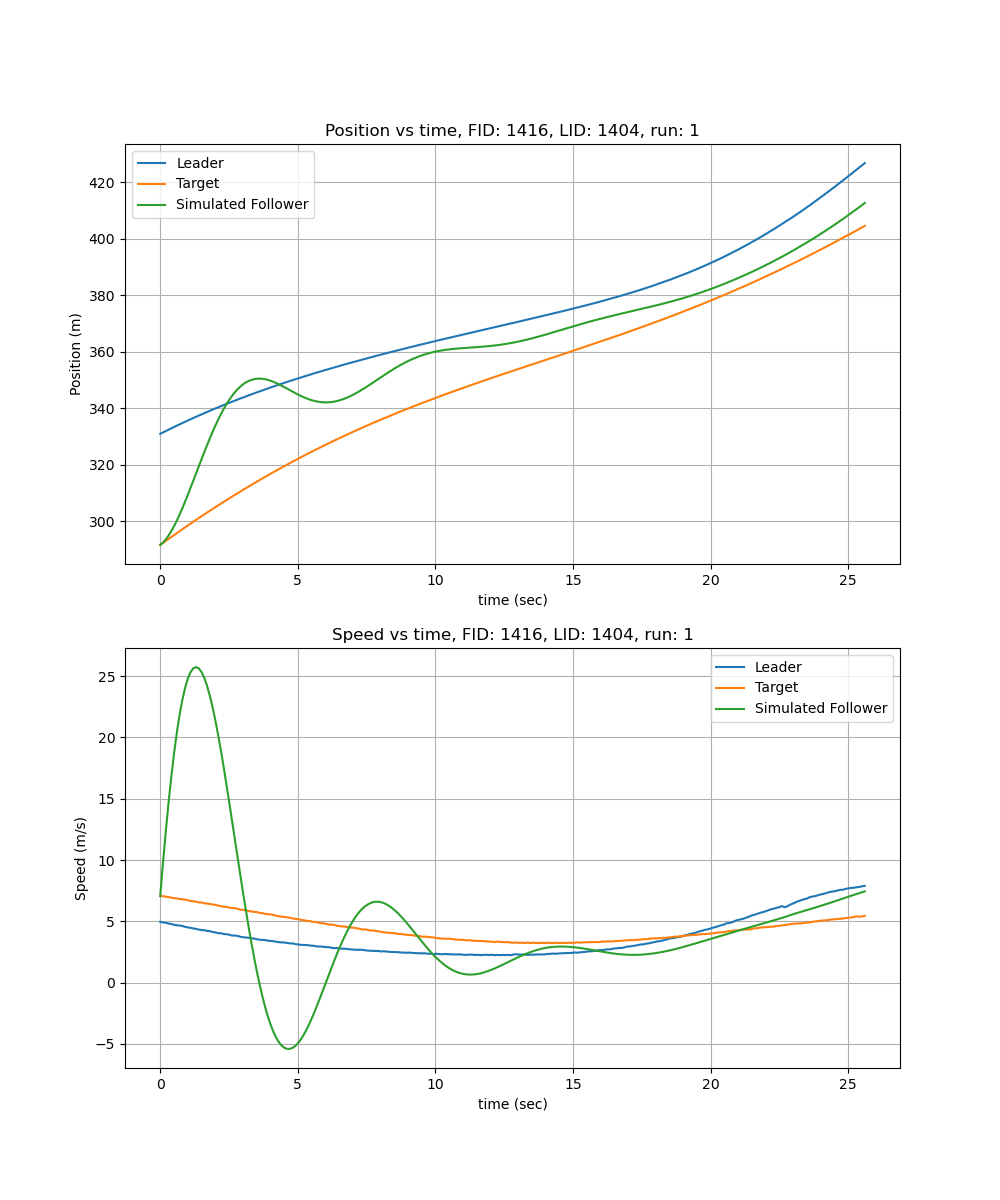 Position vs time, FID: 1416, LID: 1404, run: 1
Leader
Target
Simulated Follower
420
400
380
360
340
320
300
Position (m)
0 5 10 15 20 25
time (sec)
Speed vs time, FID: 1416, LID: 1404, run: 1
Leader
Target
Simulated Follower
25
20
15
10
5
0
−5
Speed (m/s)
0 5 10 15 20 25
time (sec)